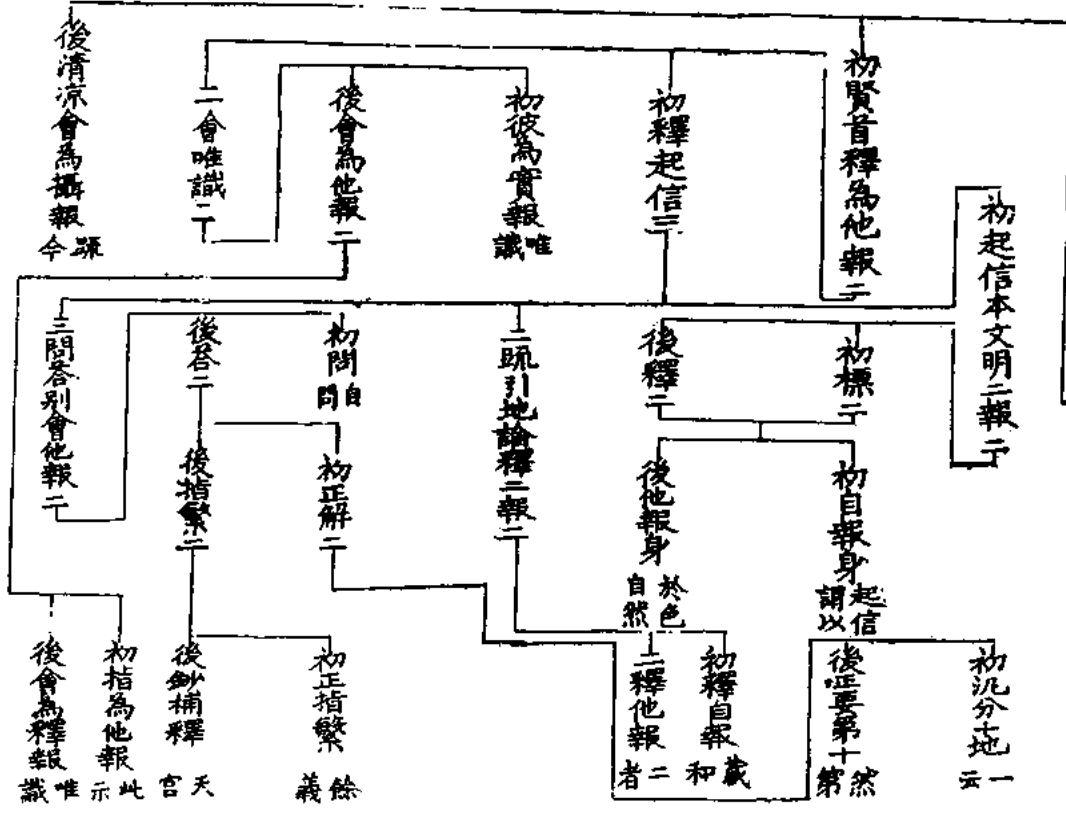 初賢首釋為他報二
後清涼會為攝報
疏今
初釋起信三
二會唯識二
初彼為實報
唯識
後會為他報二
初起信本文明二報二
二疏引地論釋二報二
三問答別會他報二
初標二
後釋二
初問
自問
後答二
初自報身
起信謂以
後他報身
於色自然
初正解二
後指繁二
初汎分十地
一云
後正要第十
然第
初釋自報
藏和
二釋他報
二者
初正指繁
餘義
後鈔補釋
天宮
初指為他報
此示
後會為釋報
唯識